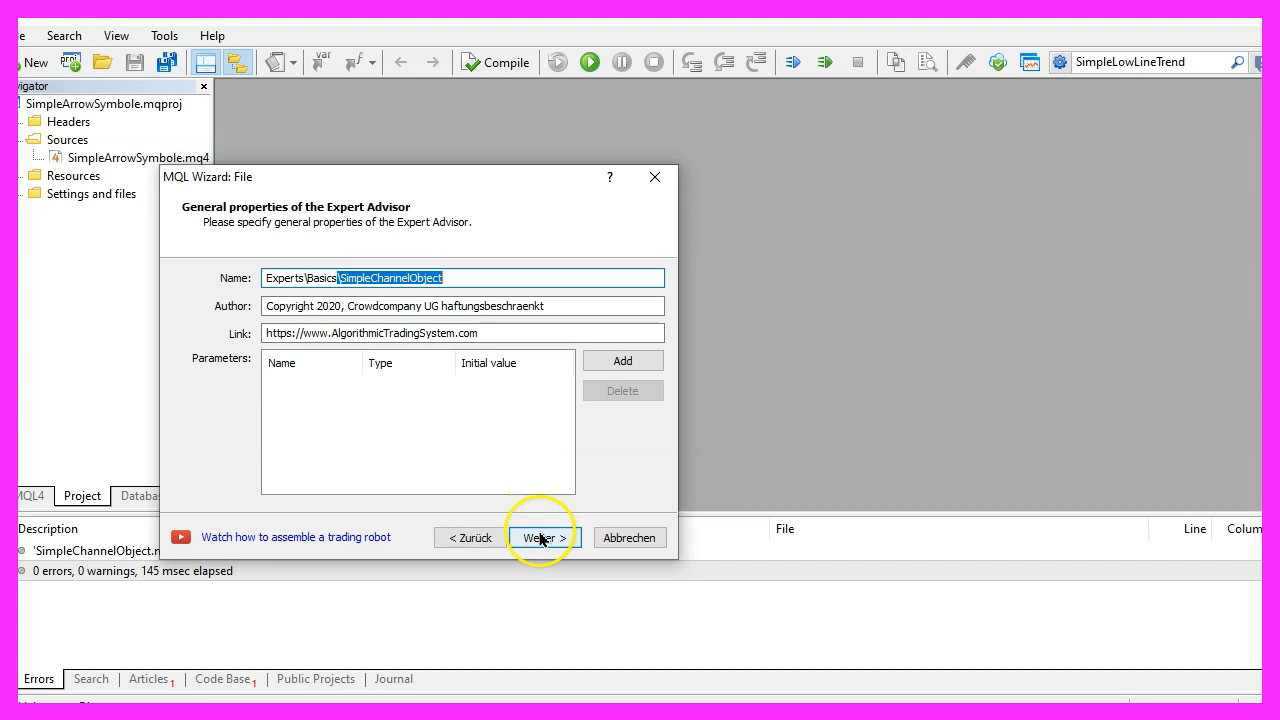 Search View Tools Help
New Compile SimpleLowLineTrend
SimpleArrowSymbole.mqproj
Headers
Sources
SimpleArrowSymbole.mq4
Resources
Settings and files
MQL Wizard: File ?
General properties of the Expert Advisor
Please specify general properties of the Expert Advisor.
Name: Experts\Basics\SimpleChannelObject
Author: Copyright 2020, Crowdcompany UG haftungsbeschraenkt
Link: https://www.AlgorithmicTradingSystem.com
Parameters: Name Type Initial value Add
Delete
MQL4 Project
Watch how to assemble a trading robot < Zurück Weiter > Abbrechen
Description File Line
0 errors, 0 warnings, 145 msec elapsed
Errors Search Articles 1 Code Base 1 Public Projects Journal